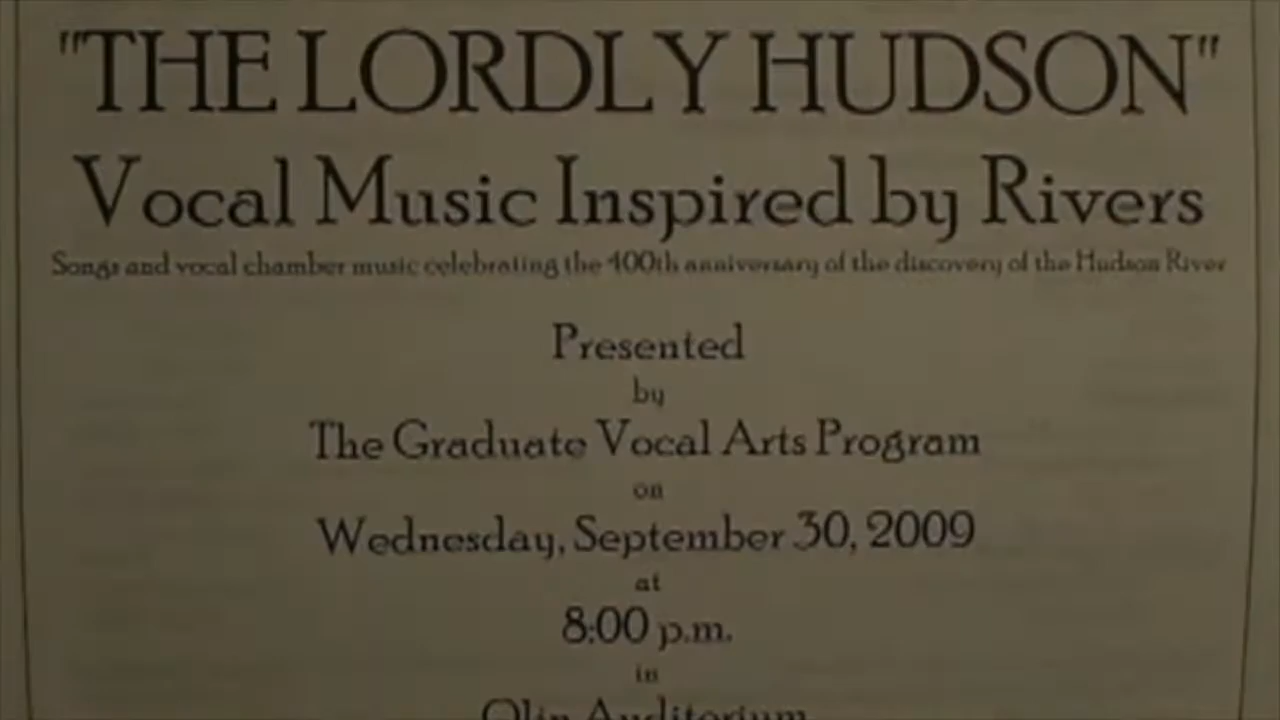 "THE LORDLY HUDSON"
Vocal Music Inspired by Rivers
Songs and vocal chamber music celebrating the 400th anniversary of the discovery of the Hudson River
Presented
by
The Graduate Vocal Arts Program
on
Wednesday, September 30, 2009
at
8:00 p.m.
in
Olin Auditorium